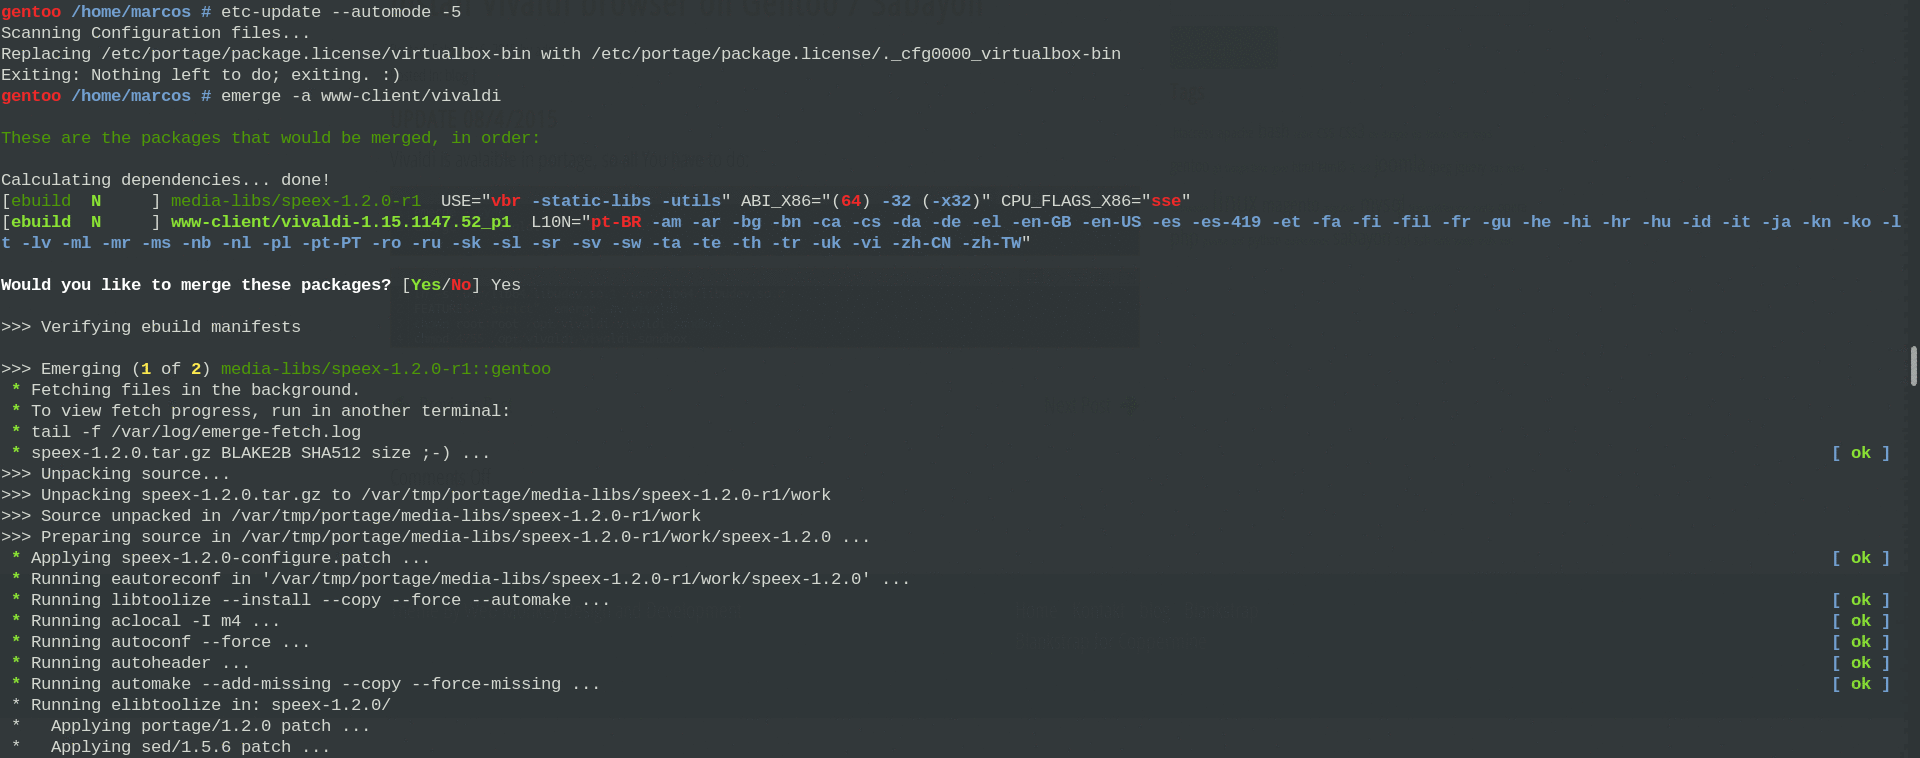 gentoo /home/marcos # etc-update --automode -5
Scanning Configuration files...
Replacing /etc/portage/package.license/virtualbox-bin with /etc/portage/package.license/._cfg0000_virtualbox-bin
Exiting: Nothing left to do; exiting. :)
gentoo /home/marcos # emerge -a www-client/vivaldi
These are the packages that would be merged, in order:
Calculating dependencies... done!
[ebuild  N     ] media-libs/speex-1.2.0-r1  USE="vbr -static-libs -utils" ABI_X86="(64) -32 (-x32)" CPU_FLAGS_X86="sse"
[ebuild  N     ] www-client/vivaldi-1.15.1147.52_p1  L10N="pt-BR -am -ar -bg -bn -ca -cs -da -de -el -en-GB -en-US -es -es-419 -et -fa -fi -fil -fr -gu -he -hi -hr -hu -id -it -ja -kn -ko -l
t -lv -ml -mr -ms -nb -nl -pl -pt-PT -ro -ru -sk -sl -sr -sv -sw -ta -te -th -tr -uk -vi -zh-CN -zh-TW"
Would you like to merge these packages? [Yes/No] Yes
>>> Verifying ebuild manifests
>>> Emerging (1 of 2) media-libs/speex-1.2.0-r1::gentoo
 * Fetching files in the background.
 * To view fetch progress, run in another terminal:
 * tail -f /var/log/emerge-fetch.log
 * speex-1.2.0.tar.gz BLAKE2B SHA512 size ;-) ... [ ok ]
>>> Unpacking source...
>>> Unpacking speex-1.2.0.tar.gz to /var/tmp/portage/media-libs/speex-1.2.0-r1/work
>>> Source unpacked in /var/tmp/portage/media-libs/speex-1.2.0-r1/work
>>> Preparing source in /var/tmp/portage/media-libs/speex-1.2.0-r1/work/speex-1.2.0 ...
 * Applying speex-1.2.0-configure.patch ... [ ok ]
 * Running eautoreconf in '/var/tmp/portage/media-libs/speex-1.2.0-r1/work/speex-1.2.0' ...
 * Running libtoolize --install --copy --force --automake ... [ ok ]
 * Running aclocal -I m4 ... [ ok ]
 * Running autoconf --force ... [ ok ]
 * Running autoheader ... [ ok ]
 * Running automake --add-missing --copy --force-missing ... [ ok ]
 * Running elibtoolize in: speex-1.2.0/
 *   Applying portage/1.2.0 patch ...
 *   Applying sed/1.5.6 patch ...